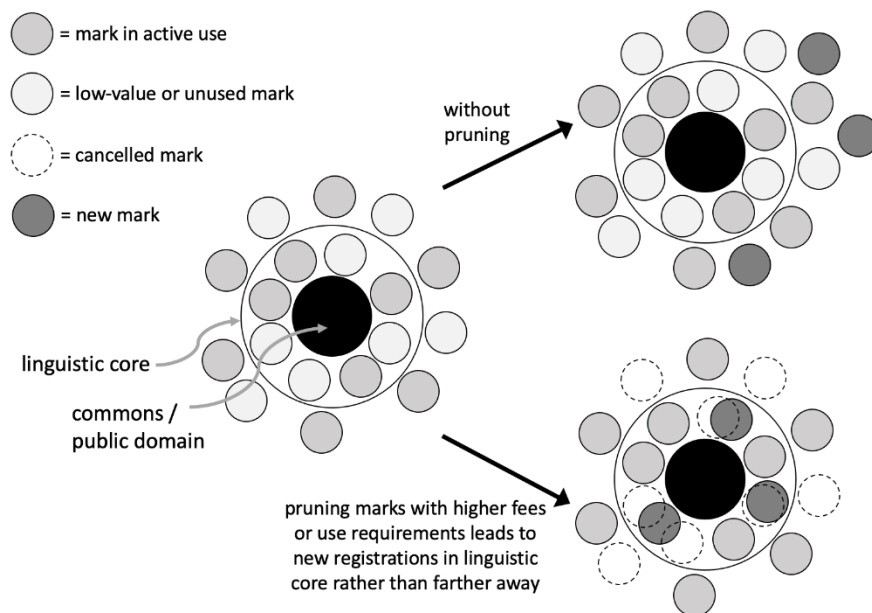 = mark in active use
= low-value or unused mark
= cancelled mark
= new mark
without
pruning
linguistic core
commons /
public domain
pruning marks with higher fees
or use requirements leads to
new registrations in linguistic
core rather than farther away